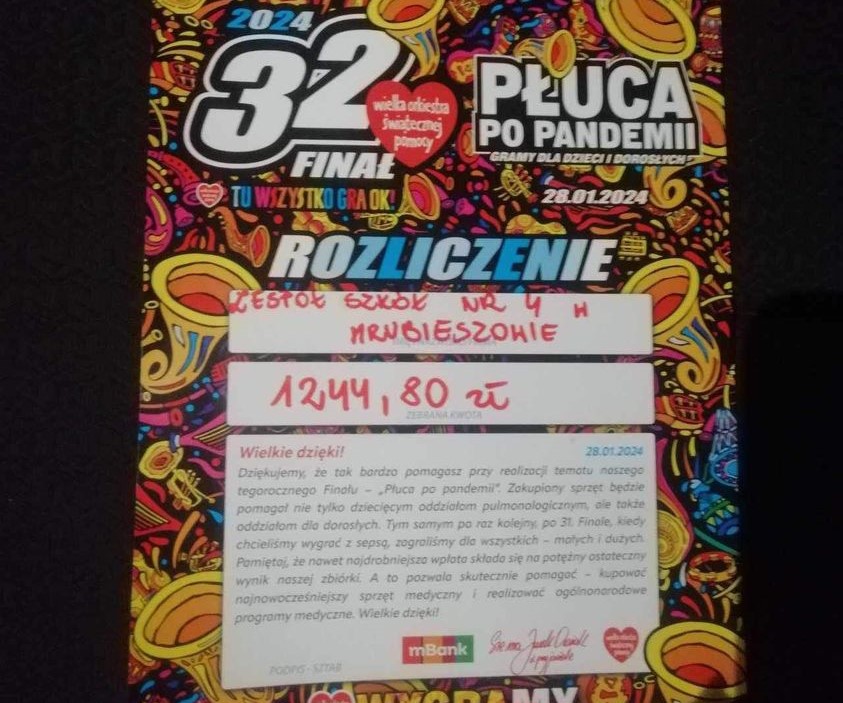 2024
32
FINAŁ
wielka orkiestra
świątecznej
pomocy
PŁUCA
PO PANDEMII
GRAMY DLA DZIECI I DOROSŁYCH
28.01.2024
TU WSZYSTKO GRA OK!
ROZLICZENIE
ZESPÓŁ SZKÓŁ NR 4 W
HRUBIESZOWIE
1244,80 zł
ZEBRANA KWOTA
Wielkie dzięki!
28.01.2024
Dziękujemy, że tak bardzo pomagasz przy realizacji tematu naszego
tegorocznego Finału – „Płuca po pandemii”. Zakupiony sprzęt będzie
pomagał nie tylko dziecięcym oddziałom pulmonologicznym, ale także
oddziałom dla dorosłych. Tym samym po raz kolejny, po 31. Finale, kiedy
chcieliśmy wygrać z sepsą, zagraliśmy dla wszystkich – małych i dużych.
Pamiętaj, że nawet najdrobniejsza wpłata składa się na potężny ostateczny
wynik naszej zbiórki. A to pozwala skutecznie pomagać – kupować
najnowocześniejszy sprzęt medyczny i realizować ogólnonarodowe
programy medyczne. Wielkie dzięki!
PODPIS - SZTAB
mBank
WYGRAMY